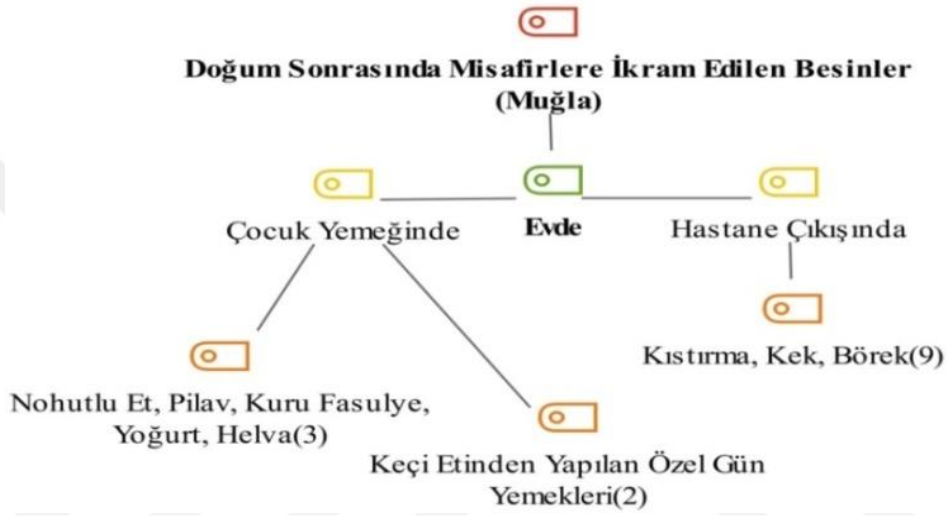 Doğum Sonrasında Misafirlere İkram Edilen Besinler
(Muğla)
Çocuk Yemeğinde
Evde
Hastane Çıkışında
Kıstırma, Kek, Börek(9)
Nohutlu Et, Pilav, Kuru Fasulye,
Yoğurt, Helva(3)
Keçi Etinden Yapılan Özel Gün
Yemekleri(2)